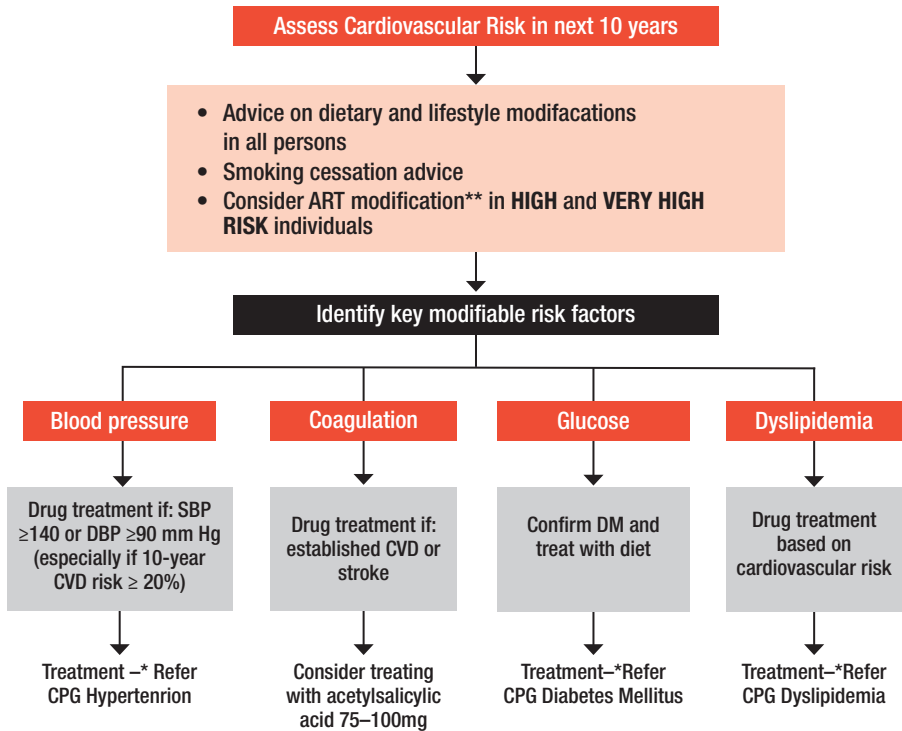 Assess Cardiovascular Risk in next 10 years
• Advice on dietary and lifestyle modifacations
in all persons
• Smoking cessation advice
• Consider ART modification** in HIGH and VERY HIGH
RISK individuals
Identify key modifiable risk factors
Blood pressure
Drug treatment if: SBP
≥140 or DBP ≥90 mm Hg
(especially if 10-year
CVD risk ≥ 20%)
Treatment –* Refer
CPG Hypertenrion
Coagulation
Drug treatment if:
established CVD or
stroke
Consider treating
with acetylsalicylic
acid 75–100mg
Glucose
Confirm DM and
treat with diet
Treatment–*Refer
CPG Diabetes Mellitus
Dyslipidemia
Drug treatment
based on
cardiovascular risk
Treatment–*Refer
CPG Dyslipidemia